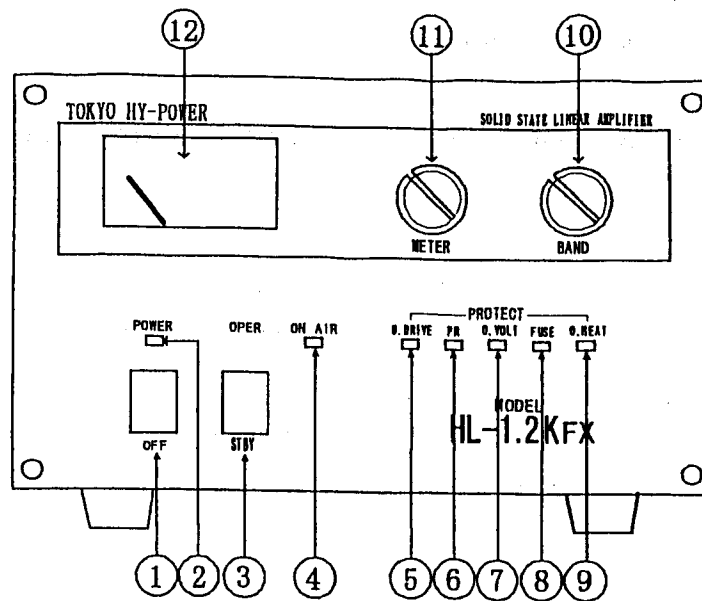 12 11 10
TOKYO HY-POWER
SOLID STATE LINEAR AMPLIFIER
METER BAND
PROTECT
POWER OPER ON AIR O.DRIVE PR O.VOLT FUSE O.HEAT
MODEL
HL-1.2KFX
OFF STBY
1 2 3 4 5 6 7 8 9